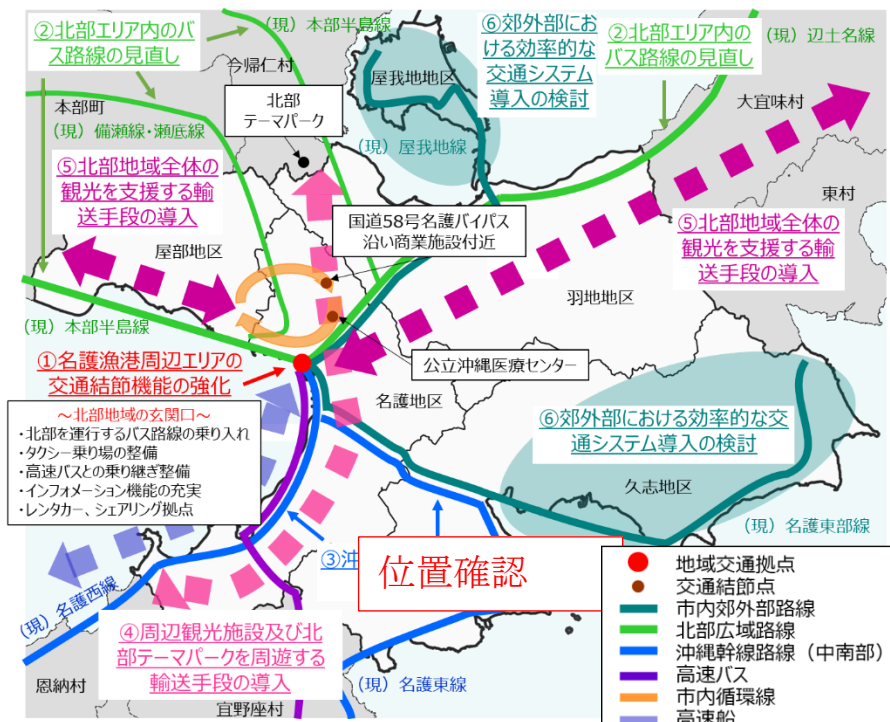 ②北部エリア内のバ
ス路線の見直し
(現)本部半島線
今帰仁村
⑥郊外部にお
ける効率的な
交通システム
導入の検討
②北部エリア内の
バス路線の見直し
(現)辺土名線
屋我地地区
大宜味村
北部
テーマパーク
本部町
(現)備瀬線・瀬底線
(現)屋我地線
東村
⑤北部地域全体の
観光を支援する輸
送手段の導入
国道58号名護バイパス
沿い商業施設付近
⑤北部地域全体の
観光を支援する輸
送手段の導入
屋部地区
羽地地区
(現)本部半島線
公立沖縄医療センター
①名護漁港周辺エリアの
交通結節機能の強化
名護地区
⑥郊外部における効率的な交
通システム導入の検討
~北部地域の玄関口~
・北部を運行するバス路線の乗り入れ
・タクシー乗り場の整備
・高速バスとの乗り継ぎ整備
・インフォメーション機能の充実
・レンタカー、シェアリング拠点
久志地区
(現)名護東部線
③沖
位置確認
(現)名護西線
④周辺観光施設及び北
部テーマパークを周遊する
輸送手段の導入
(現)名護東線
恩納村
宜野座村
地域交通拠点
交通結節点
市内郊外部路線
北部広域路線
沖縄幹線路線(中南部)
高速バス
市内循環線
高速船